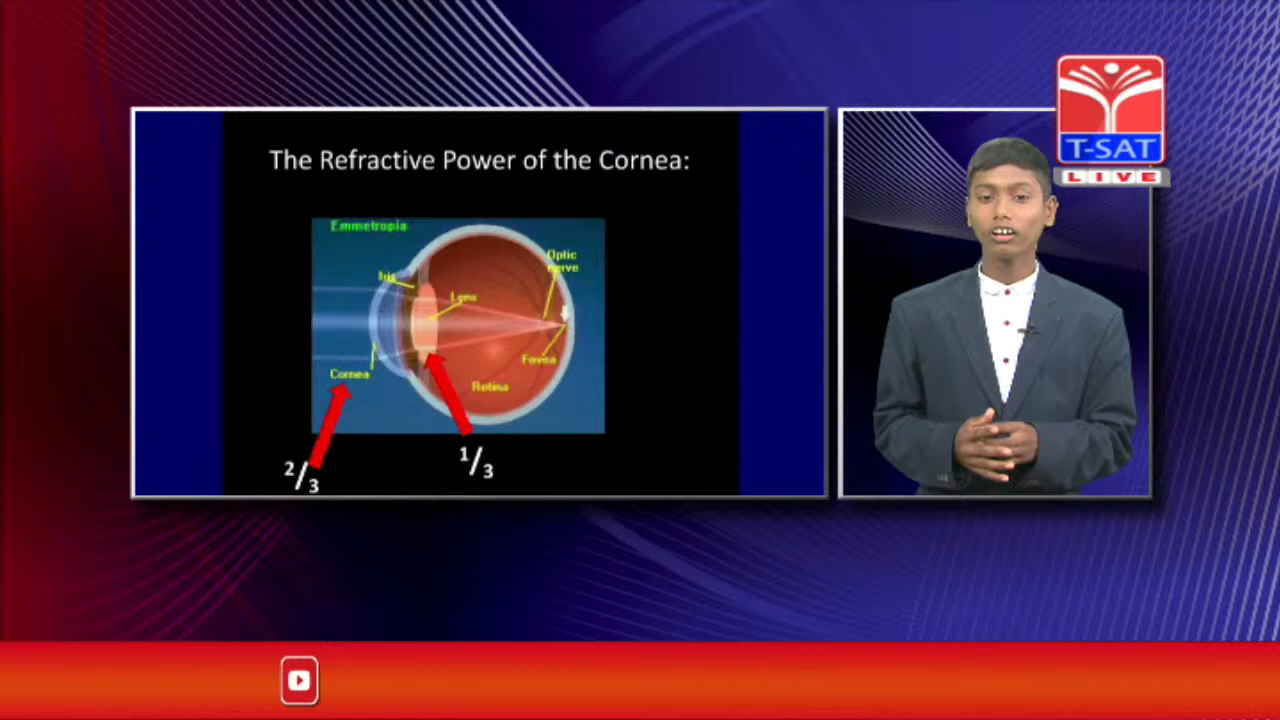 The Refractive Power of the Cornea:
Emmetropia
Iris
Lens
Optic
nerve
Cornea
Fovea
Retina
2/3
1/3
T-SAT
LIVE